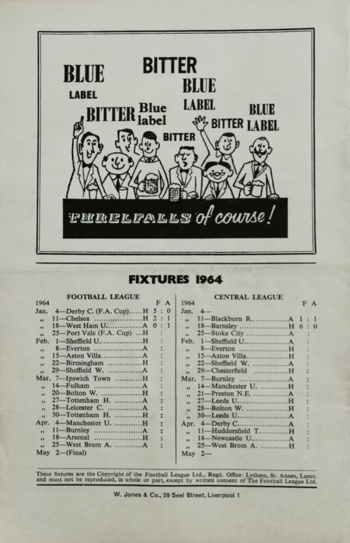 BITTER
BLUE
LABEL
BLUE
LABEL
BITTER
Blue
label
BITTER
BITTER
BLUE
LABEL
THRELFALLS of course!
FIXTURES 1964
FOOTBALL LEAGUE
1964 F A
Jan. 4—Derby C. (F.A. Cup).....H 5 : 0
„ 11—Chelsea ..................H 2 : 1
„ 18—West Ham U...............A 0 : 1
„ 25—Port Vale (F.A. Cup) ...H :
Feb. 1—Sheffield U...............H :
„ 8—Everton ..................A :
„ 15—Aston Villa...............H :
„ 22—Birmingham ...............H :
„ 29—Sheffield W...............A :
Mar. 7—Ipswich Town ...............H :
„ 14—Fulham ..................A :
„ 20—Bolton W..................H :
„ 27—Tottenham H...............A :
„ 28—Leicester C...............A :
„ 30—Tottenham H...............H :
Apr. 4—Manchester U...............H :
„ 11—Burnley ..................A :
„ 18—Arsenal ..................H :
„ 25—West Brom A...............A :
May 2—(Final)
CENTRAL LEAGUE
1964 F A
Jan. 4—
„ 11—Blackburn R...............A 1 : 1
„ 18—Barnsley ..................H 6 : 0
„ 25—Stoke City ...............A :
Feb. 1—Sheffield U...............A :
„ 8—Everton ..................H :
„ 15—Aston Villa...............A :
„ 22—Sheffield W...............A :
„ 29—Chesterfield ...............H :
Mar. 7—Burnley ..................A :
„ 14—Manchester U...............H :
„ 21—Preston N.E...............A :
„ 27—Leeds U..................H :
„ 28—Bolton W..................H :
„ 30—Leeds U..................A :
Apr. 4—Derby C..................A :
„ 11—Huddersfield T...............H :
„ 18—Newcastle U...............A :
„ 25—West Brom A...............H :
May 2—
These fixtures are the Copyright of the Football League Ltd., Regd. Office: Lytham, St. Annes, Lancs.
and must not be reproduced, in whole or part, except by written consent of The Football League Ltd.
W. Jones & Co., 29 Seel Street, Liverpool 1